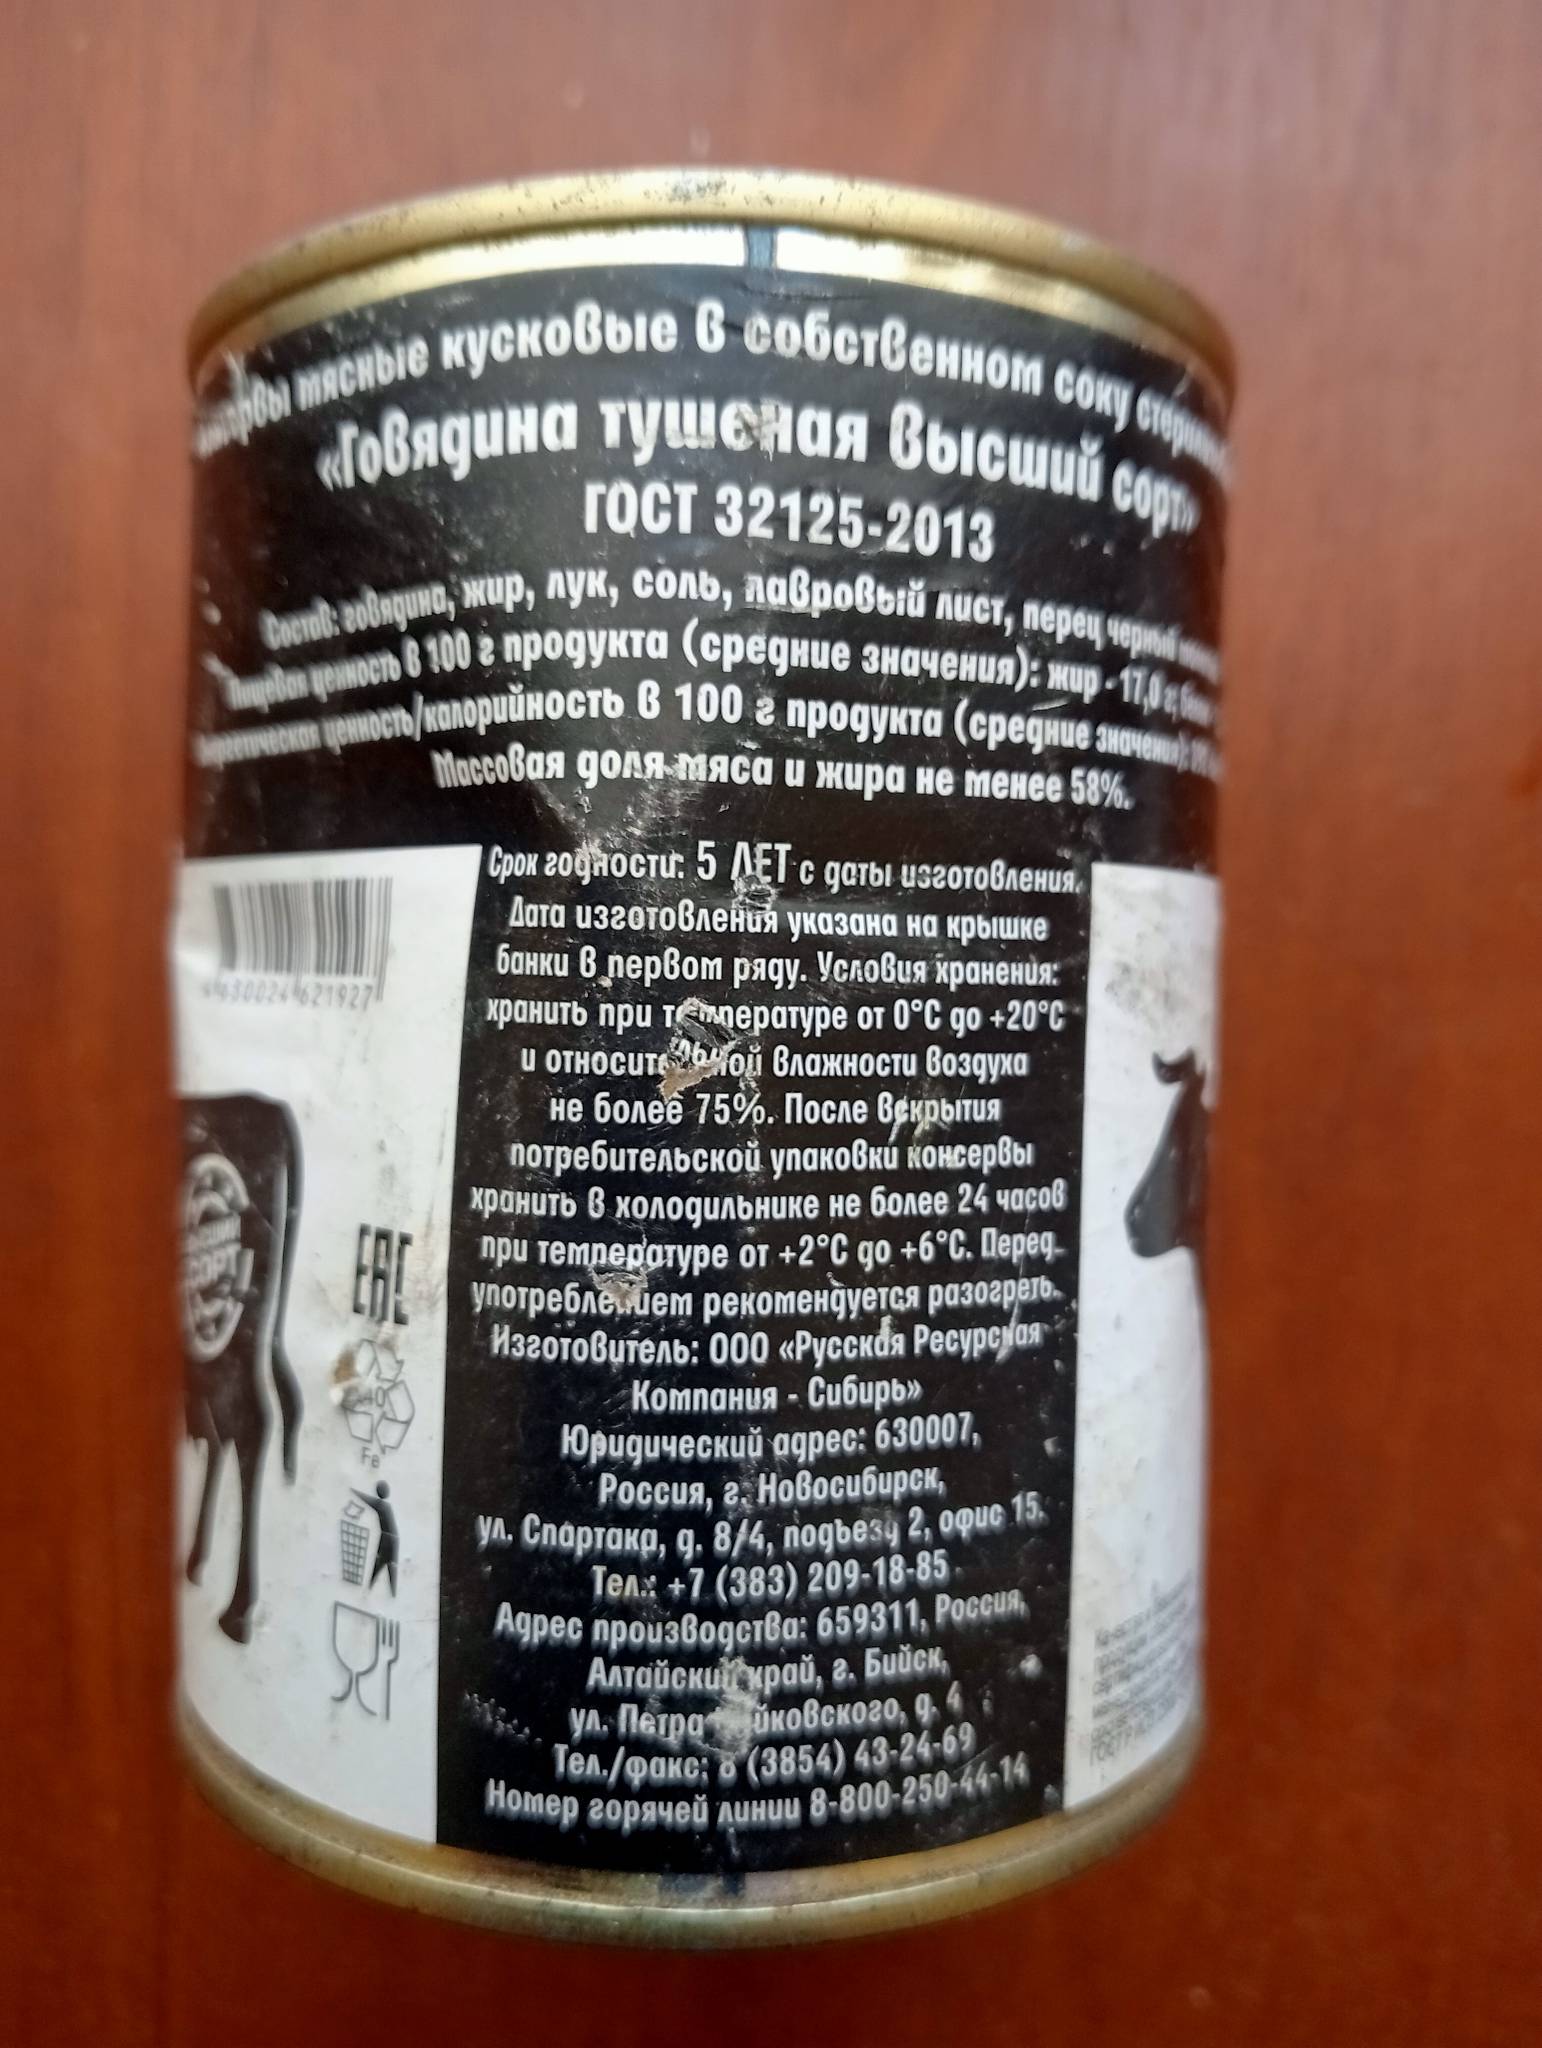 мясные кусковые в собственном соку
«Говядина тушеная высший сорт»
ГОСТ 32125-2013
Состав: говядина, жир, лук, соль, лавровый лист, перец черный
Пищевая ценность в 100 г продукта (средние значения): жир - 17,0 г;
ценность/калорийность в 100 г продукта (средние значения):
Массовая доля мяса и жира не менее 58%.
Срок годности: 5 ЛЕТ с даты изготовления.
Дата изготовления указана на крышке
банки в первом ряду. Условия хранения:
хранить при температуре от 0°С до +20°С
и относительной влажности воздуха
не более 75%. После вскрытия
потребительской упаковки консервы
хранить в холодильнике не более 24 часов
при температуре от +2°С до +6°С. Перед
употреблением рекомендуется разогреть.
Изготовитель: ООО «Русская Ресурсная
Компания - Сибирь»
Юридический адрес: 630007,
Россия, г. Новосибирск,
ул. Спартака, д. 8/4, подъезд 2, офис 15.
Тел.: +7 (383) 209-18-85
Адрес производства: 659311, Россия,
Алтайский край, г. Бийск,
ул. Петра д. 4
Тел./факс: 8 (3854) 43-24-69
Номер горячей линии 8-800-250-44-14
4 630024 621927
СОРТ
EAC
40
Fe